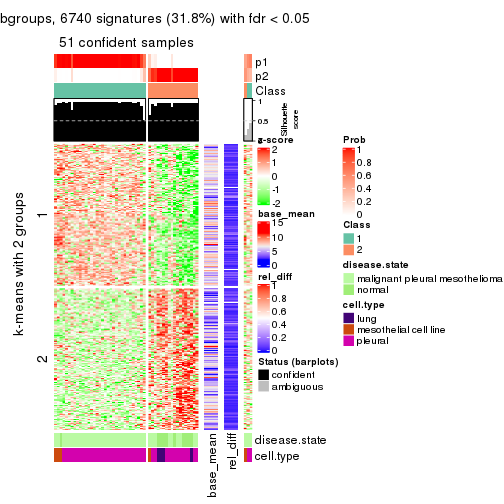 bgroups, 6740 signatures (31.8%) with fdr < 0.05
51 confident samples
p1
p2
Class
1
0.5
Silhouette
score
k-means with 2 groups
1
2
z-score
2
1
0
-1
-2
base_mean
15
10
5
0
rel_diff
1
0.8
0.6
0.4
0.2
0
Status (barplots)
confident
ambiguous
Prob
1
0.8
0.6
0.4
0.2
0
Class
1
2
disease.state
malignant pleural mesothelioma
normal
cell.type
lung
mesothelial cell line
pleural
disease.state
cell.type
base_mean
rel_diff